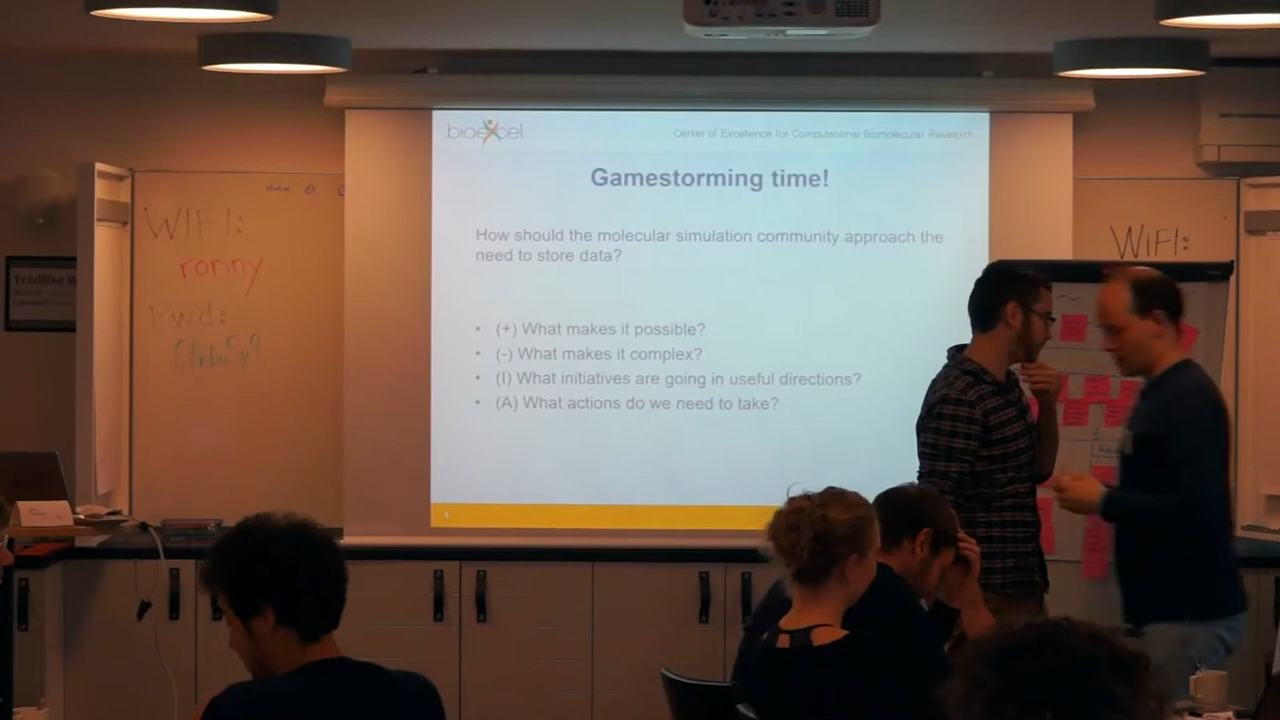 bioexcel
Center of Excellence for Computational Biomolecular Research
Gamestorming time!
How should the molecular simulation community approach the
need to store data?
• (+) What makes it possible?
• (-) What makes it complex?
• (I) What initiatives are going in useful directions?
• (A) What actions do we need to take?
4
WIFI:
ronny
Pwd:
WIFI: